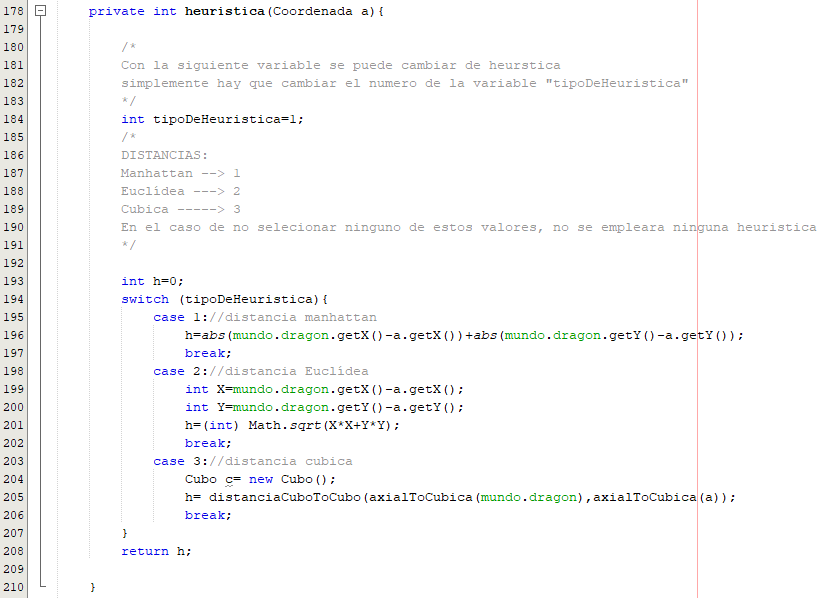 178 private int heuristica(Coordenada a){
179
180 /*
181 Con la siguiente variable se puede cambiar de heurstica
182 simplemente hay que cambiar el numero de la variable "tipoDeHeuristica"
183 */
184 int tipoDeHeuristica=1;
185 /*
186 DISTANCIAS:
187 Manhattan --> 1
188 Euclídea ---> 2
189 Cubica -----> 3
190 En el caso de no selecionar ninguno de estos valores, no se empleara ninguna heuristica
191 */
192
193 int h=0;
194 switch (tipoDeHeuristica){
195 case 1://distancia manhattan
196 h=abs(mundo.dragon.getX()-a.getX())+abs(mundo.dragon.getY()-a.getY());
197 break;
198 case 2://distancia Euclídea
199 int X=mundo.dragon.getX()-a.getX();
200 int Y=mundo.dragon.getY()-a.getY();
201 h=(int) Math.sqrt(X*X+Y*Y);
202 break;
203 case 3://distancia cubica
204 Cubo c= new Cubo();
205 h= distanciaCuboToCubo(axialToCubica(mundo.dragon),axialToCubica(a));
206 break;
207 }
208 return h;
209
210 }